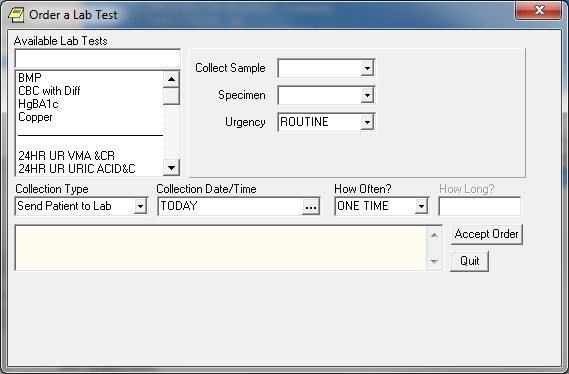 Order a Lab Test
Available Lab Tests
BMP
CBC with Diff
HgBA1c
Copper
24HR UR VMA &CR
24HR UR URIC ACID&C
Collect Sample
Specimen
Urgency ROUTINE
Collection Type Collection Date/Time How Often? How Long?
Send Patient to Lab TODAY ... ONE TIME
Accept Order
Quit